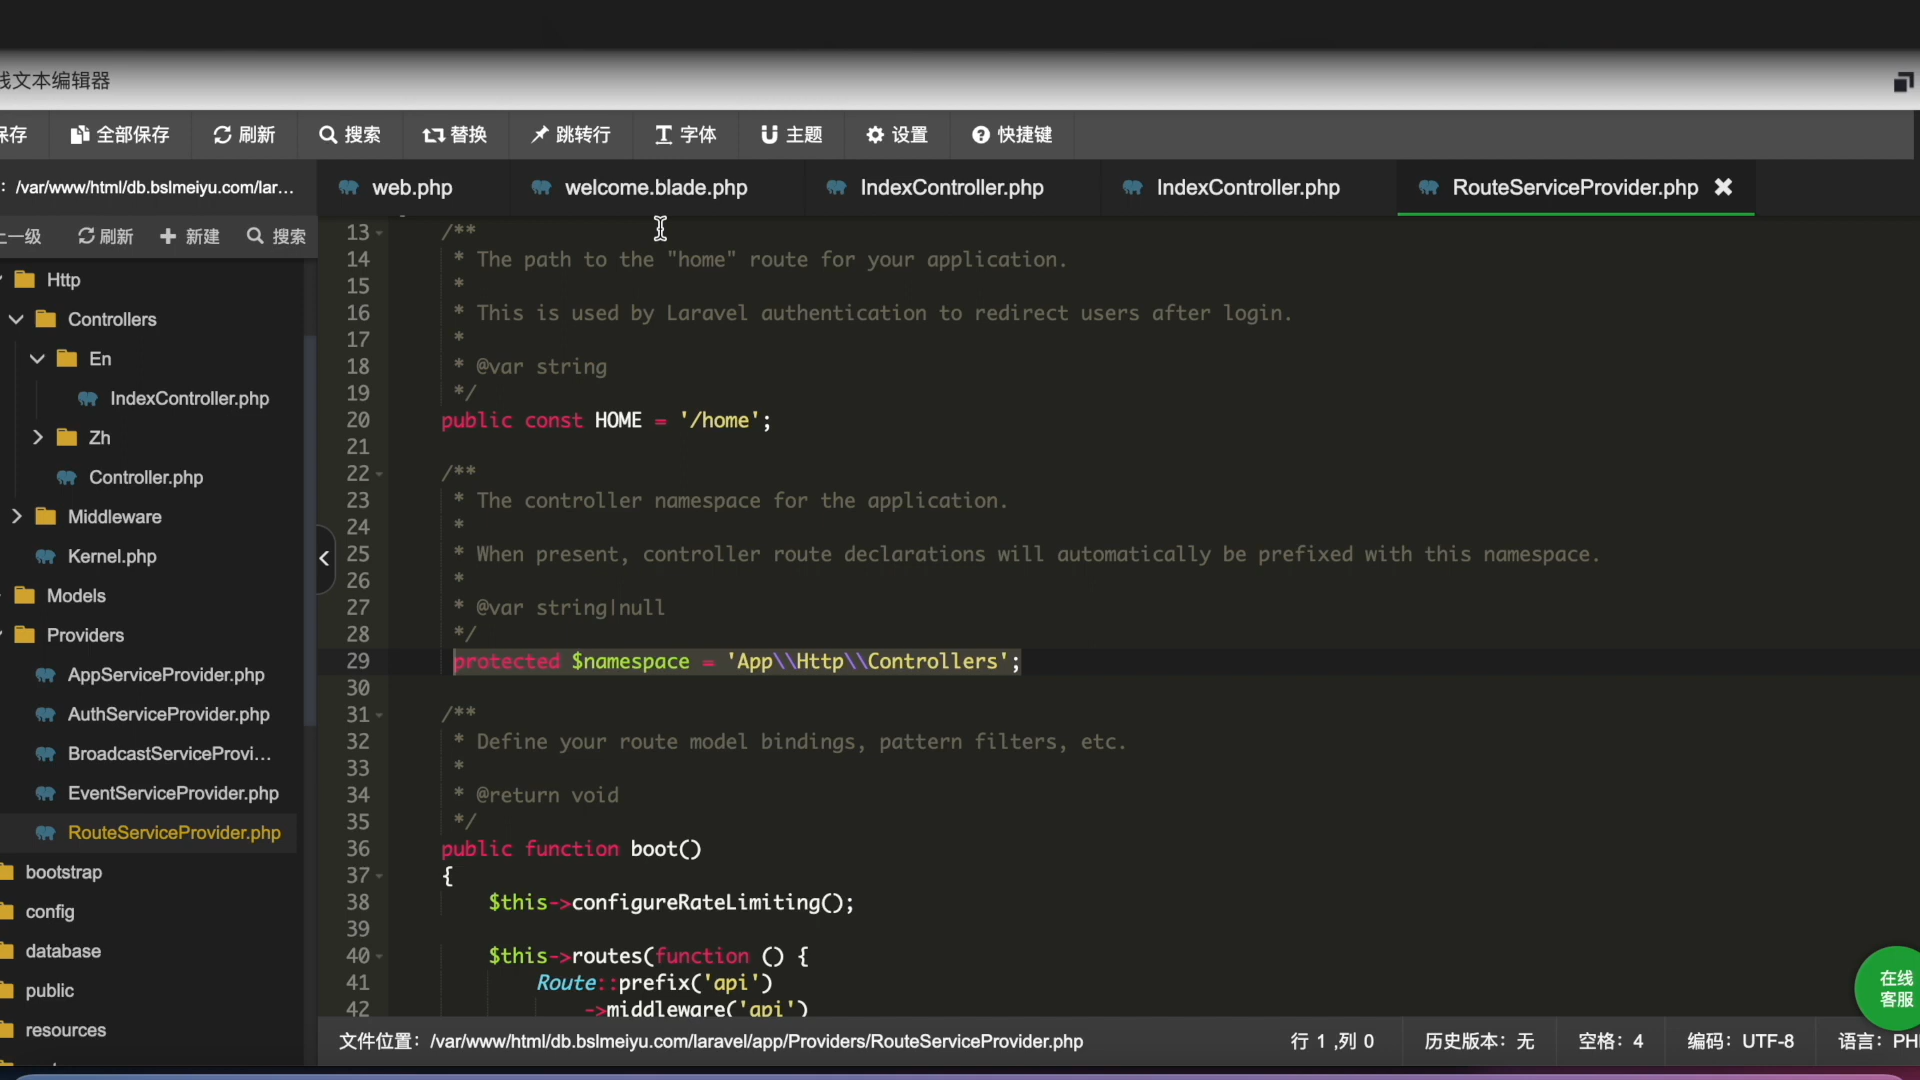 线文本编辑器
保存 全部保存 刷新 搜索 替换 跳转行 字体 主题 设置 快捷键
: /var/www/html/db.bslmeiyu.com/lar...
web.php welcome.blade.php IndexController.php IndexController.php RouteServiceProvider.php
上一级 刷新 新建 搜索
Http
Controllers
En
IndexController.php
Zh
Controller.php
Middleware
Kernel.php
Models
Providers
AppServiceProvider.php
AuthServiceProvider.php
BroadcastServiceProvi...
EventServiceProvider.php
RouteServiceProvider.php
bootstrap
config
database
public
resources
13 /**
14 * The path to the "home" route for your application.
15 *
16 * This is used by Laravel authentication to redirect users after login.
17 *
18 * @var string
19 */
20 public const HOME = '/home';
21
22 /**
23 * The controller namespace for the application.
24 *
25 * When present, controller route declarations will automatically be prefixed with this namespace.
26 *
27 * @var string|null
28 */
29 protected $namespace = 'App\\Http\\Controllers';
30
31 /**
32 * Define your route model bindings, pattern filters, etc.
33 *
34 * @return void
35 */
36 public function boot()
37 {
38 $this->configureRateLimiting();
39
40 $this->routes(function () {
41 Route::prefix('api')
42 ->middleware('api')
在线
客服
文件位置: /var/www/html/db.bslmeiyu.com/laravel/app/Providers/RouteServiceProvider.php 行 1 ,列 0 历史版本: 无 空格: 4 编码: UTF-8 语言: PH